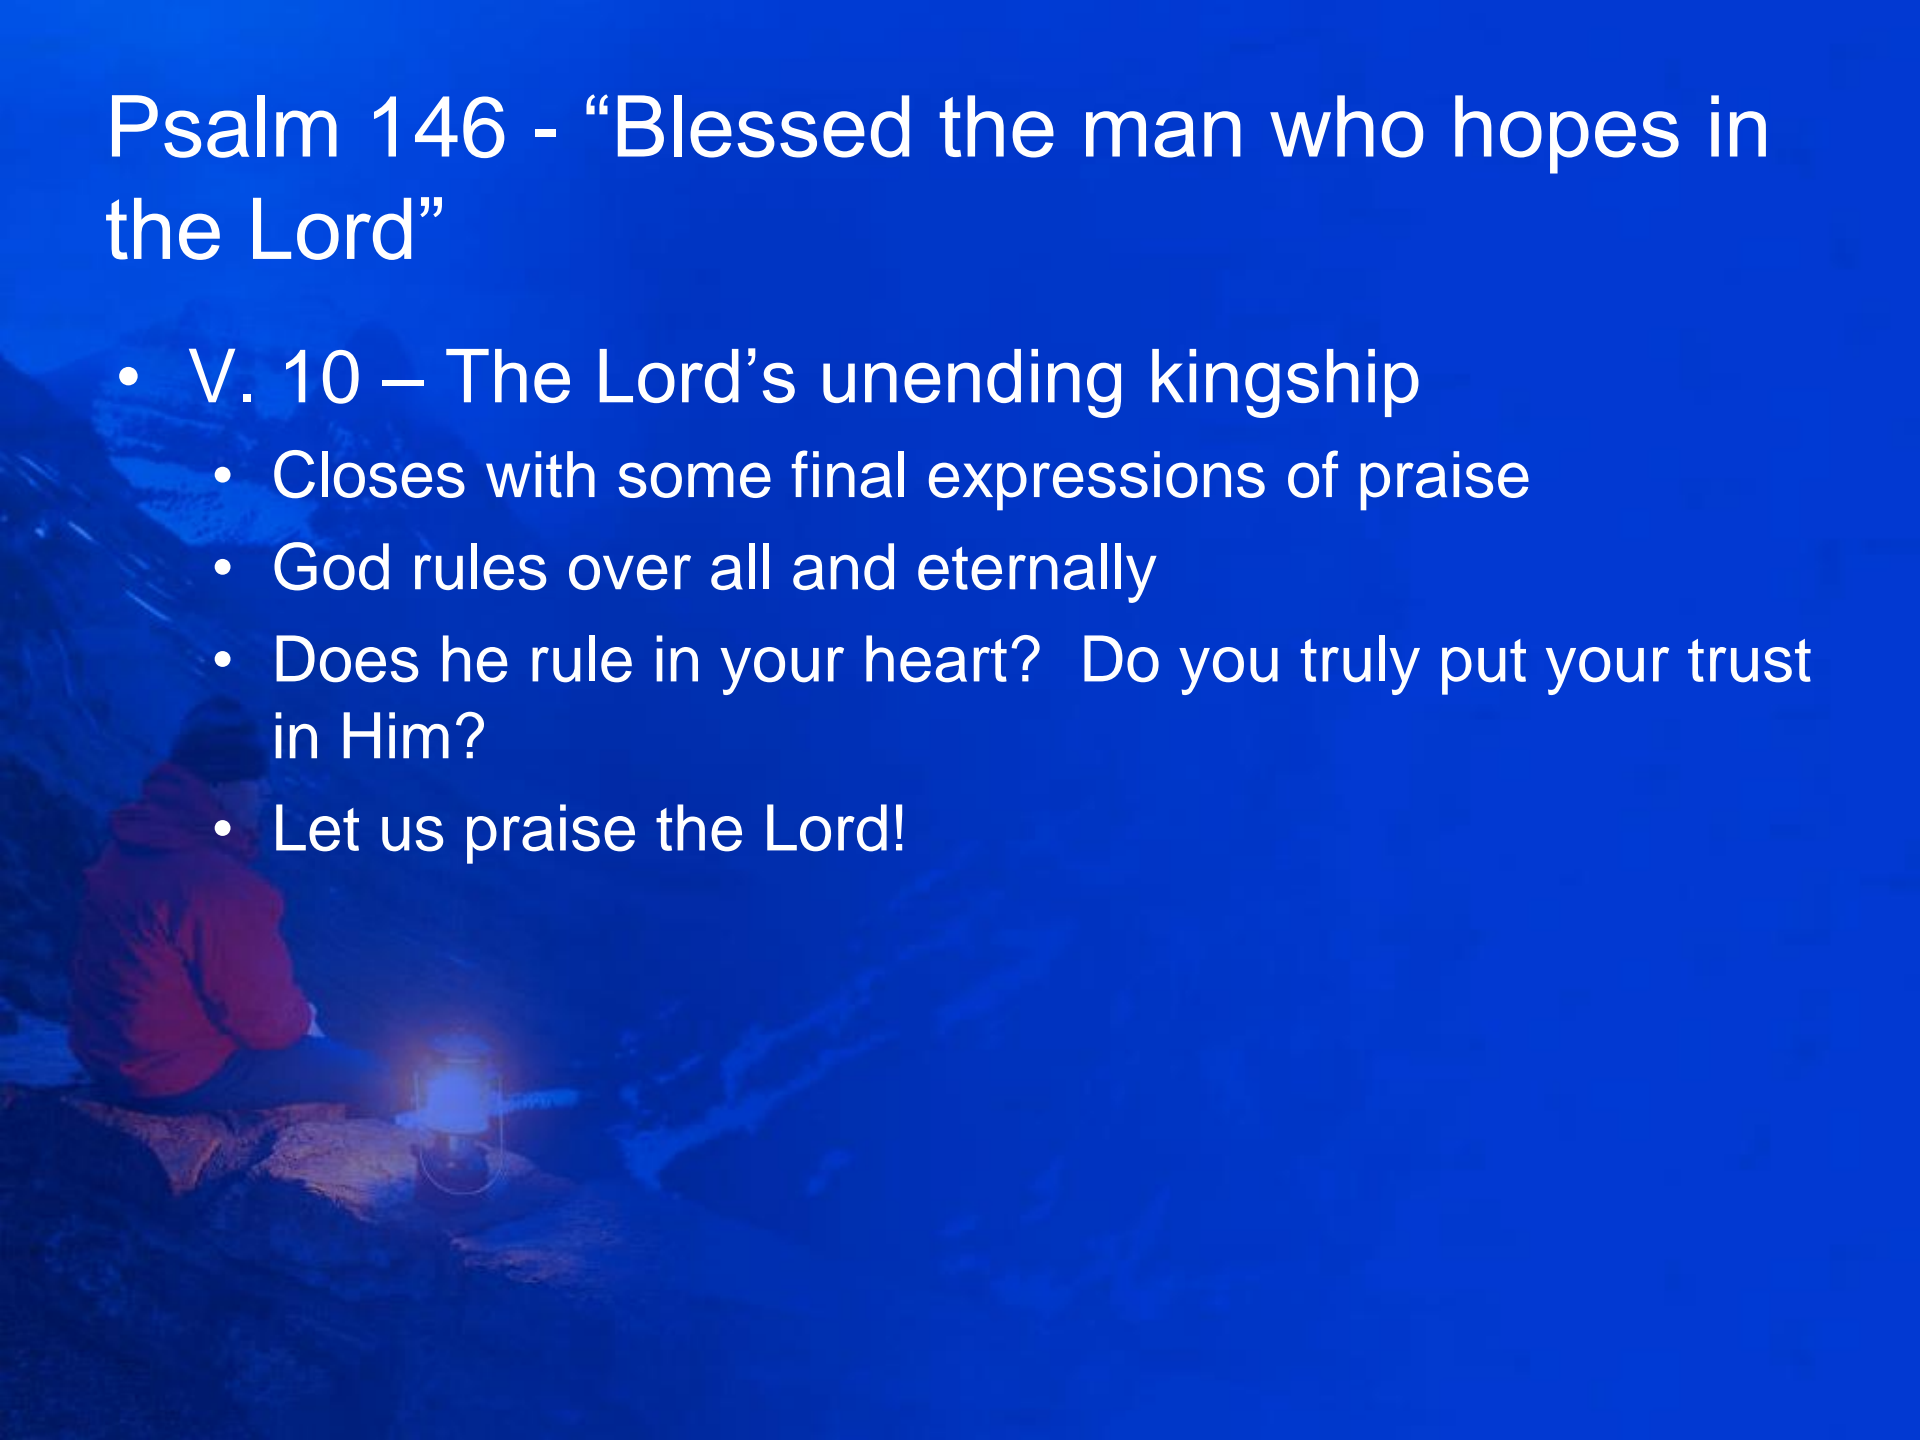 Psalm 146 - “Blessed the man who hopes in
the Lord”
• V. 10 – The Lord’s unending kingship
• Closes with some final expressions of praise
• God rules over all and eternally
• Does he rule in your heart?  Do you truly put your trust
in Him?
• Let us praise the Lord!